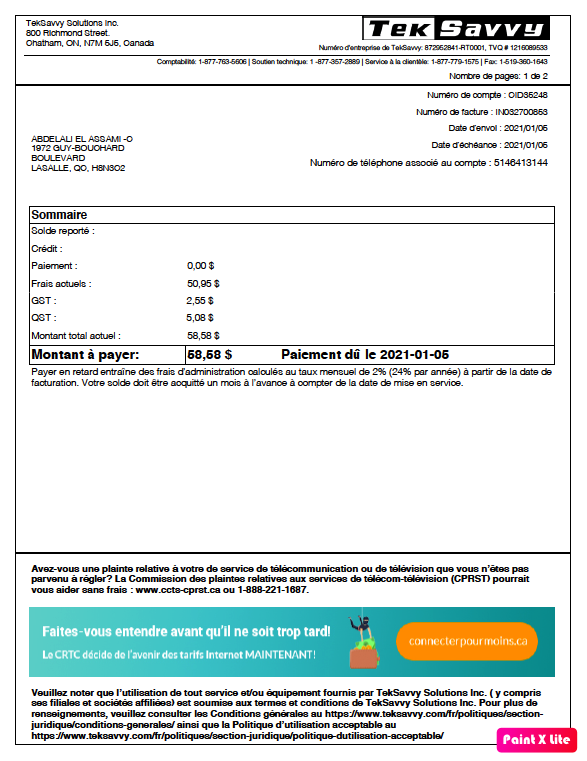 TekSavvy Solutions Inc.
800 Richmond Street.
Chatham, ON, N7M 5J5, Canada
TEK SAVVY
Numéro d'entreprise de TekSavvy: 872952841-RT0001, TVQ # 1216089533
Comptabilité: 1-877-763-5606 | Soutien technique: 1 -877-357-2889 | Service à la clientèle: 1-877-779-1575 | Fax: 1-519-360-1643
Nombre de pages: 1 de 2
Numéro de compte : OID35248
Numéro de facture : IN032700853
Date d'envoi : 2021/01/05
Date d'échéance : 2021/01/05
Numéro de téléphone associé au compte : 5146413144
ABDELALI EL ASSAMI -O
1972 GUY-BOUOHARD
BOULEVARD
LASALLE, QO, H8N3O2
Sommaire
Solde reporté :
Crédit :
Paiement : 0,00 $
Frais actuels : 50,95 $
GST : 2,55 $
QST : 5,08 $
Montant total actuel : 58,58 $
Montant à payer: 58,58 $ Paiement dû le 2021-01-05
Payer en retard entraîne des frais d'administration calculés au taux mensuel de 2% (24% par année) à partir de la date de
facturation. Votre solde doit être acquitté un mois à l'avance à compter de la date de mise en service.
Avez-vous une plainte relative à votre de service de télécommunication ou de télévision que vous n'êtes pas
parvenu à régler? La Commission des plaintes relatives aux services de télécom-télévision (CPRST) pourrait
vous aider sans frais : www.ccts-cprst.ca ou 1-888-221-1687.
Faites-vous entendre avant qu'il ne soit trop tard!
Le CRTC décide de l'avenir des tarifs Internet MAINTENANT!
connecterpourmoins.ca
Veuillez noter que l'utilisation de tout service et/ou équipement fournis par TekSavvy Solutions Inc. ( y compris
ses filiales et sociétés affiliées) est soumise aux termes et conditions de TekSavvy Solutions Inc. Pour plus de
renseignements, veuillez consulter les Conditions générales au https://www.teksavvy.com/fr/politiques/section-
juridique/conditions-generales/ ainsi que la Politique d'utilisation acceptable au
https://www.teksavvy.com/fr/politiques/section-juridique/politique-dutilisation-acceptable/
Paint X Lite